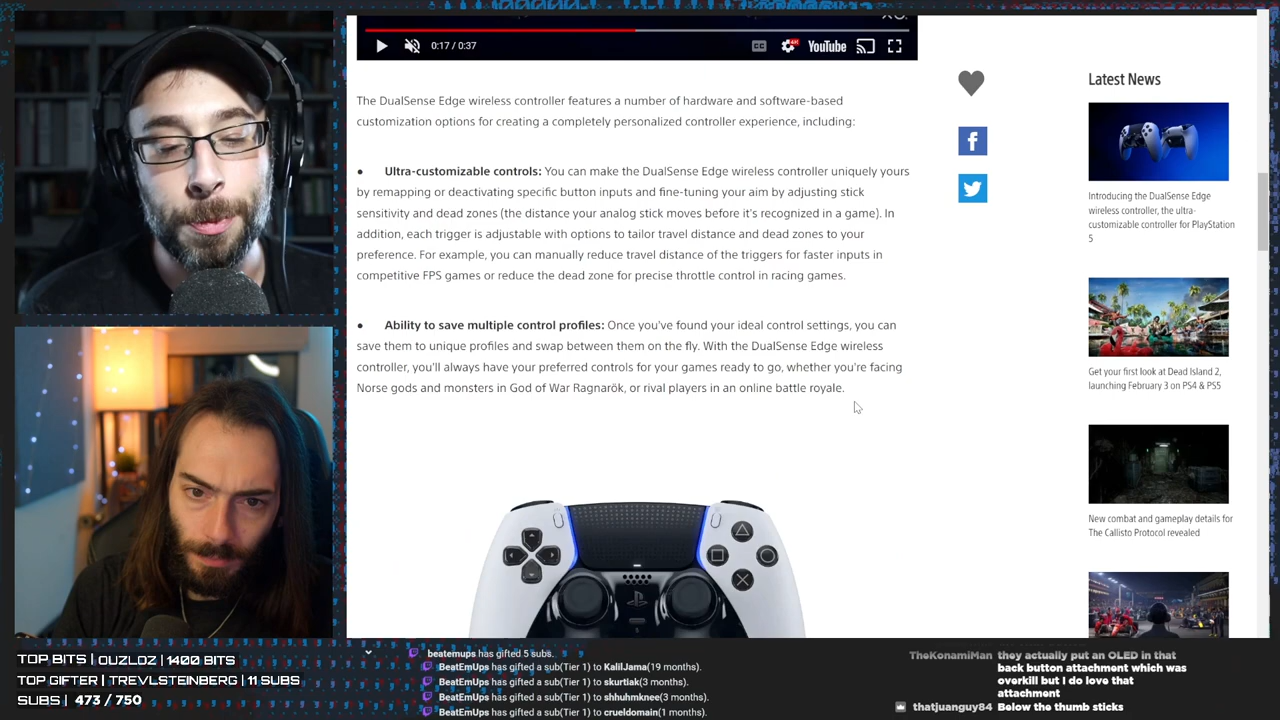 0:17 / 0:37
CC
YouTube
The DualSense Edge wireless controller features a number of hardware and software-based
customization options for creating a completely personalized controller experience, including:
● Ultra-customizable controls: You can make the DualSense Edge wireless controller uniquely yours
by remapping or deactivating specific button inputs and fine-tuning your aim by adjusting stick
sensitivity and dead zones (the distance your analog stick moves before it's recognized in a game). In
addition, each trigger is adjustable with options to tailor travel distance and dead zones to your
preference. For example, you can manually reduce travel distance of the triggers for faster inputs in
competitive FPS games or reduce the dead zone for precise throttle control in racing games.
● Ability to save multiple control profiles: Once you've found your ideal control settings, you can
save them to unique profiles and swap between them on the fly. With the DualSense Edge wireless
controller, you'll always have your preferred controls for your games ready to go, whether you're facing
Norse gods and monsters in God of War Ragnarök, or rival players in an online battle royale.
Latest News
Introducing the DualSense Edge
wireless controller, the ultra-
customizable controller for PlayStation
5
Get your first look at Dead Island 2,
launching February 3 on PS4 & PS5
New combat and gameplay details for
The Callisto Protocol revealed
TOP BITS | OUZLOZ | 1400 BITS
TOP GIFTER | TREVLSTEINBERG | 11 SUBS
SUBS | 473 / 750
beatemups has gifted 5 subs.
BeatEmUps has gifted a sub(Tier 1) to KalilJama(19 months).
BeatEmUps has gifted a sub(Tier 1) to skurtiak(3 months).
BeatEmUps has gifted a sub(Tier 1) to shhuhmknee(3 months).
BeatEmUps has gifted a sub(Tier 1) to crueldomain(1 months).
TheKonamiMan they actually put an OLED in that
back button attachment which was
overkill but I do love that
attachment
thatjuanguy84 Below the thumb sticks